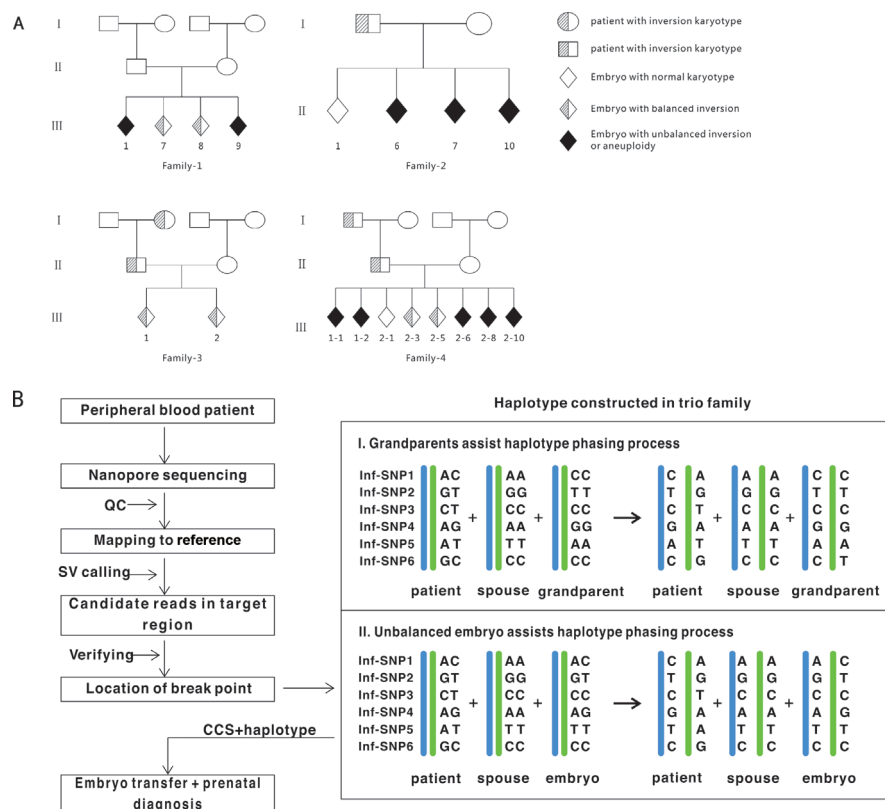 A
I
II
III
1 7 8 9
Family-1
I
II
1 6 7 10
Family-2
patient with inversion karyotype
patient with inversion karyotype
Embryo with normal karyotype
Embryo with balanced inversion
Embryo with unbalanced inversion
or aneuploidy
I
II
III
1 2
Family-3
I
II
III
1-1 1-2 2-1 2-3 2-5 2-6 2-8 2-10
Family-4
B
Peripheral blood patient
Nanopore sequencing
QC
Mapping to reference
SV calling
Candidate reads in target
region
Verifying
Location of break point
CCS+haplotype
Embryo transfer + prenatal
diagnosis
Haplotype constructed in trio family
I. Grandparents assist haplotype phasing process
Inf-SNP1 AC AA CC C A A A C C
Inf-SNP2 GT GG TT T G G G T T
Inf-SNP3 CT CC CC C T C C C C
Inf-SNP4 AG + AA + GG G A + A A + G G
Inf-SNP5 AT TT AA A T T T A A
Inf-SNP6 GC CC CC C G C C C T
patient spouse grandparent patient spouse grandparent
II. Unbalanced embryo assists haplotype phasing process
Inf-SNP1 AC AA AC C A A A A C
Inf-SNP2 GT GG GT T G G G G T
Inf-SNP3 CT CC CC C T C C C C
Inf-SNP4 AG + AA + AG G A + A A + A G
Inf-SNP5 AT TT TT T A T T T T
Inf-SNP6 GC CC CC C G C C C C
patient spouse embryo patient spouse embryo